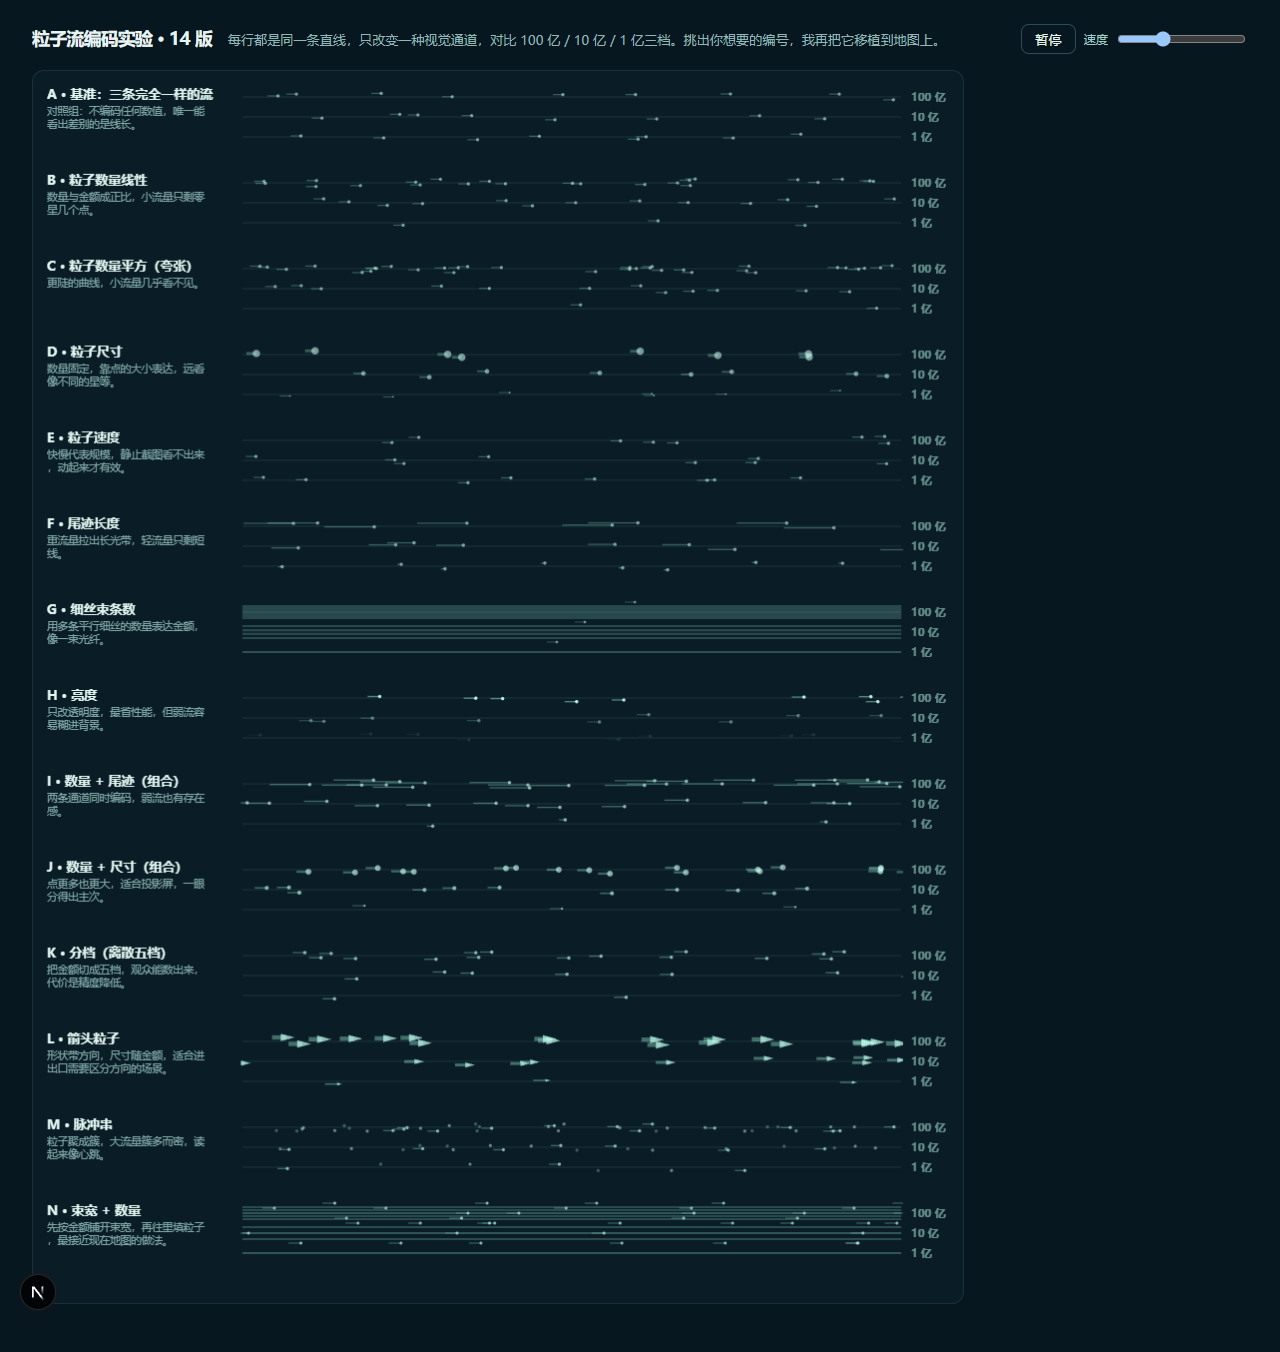 粒子流编码实验 • 14 版
每行都是同一条直线，只改变一种视觉通道，对比 100 亿 / 10 亿 / 1 亿三档。挑出你想要的编号，我再把它移植到地图上。
暂停
速度
A • 基准：三条完全一样的流
对照组：不编码任何数值，唯一能
看出差别的是线长。
100 亿
10 亿
1 亿
B • 粒子数量线性
数量与金额成正比，小流量只剩零
星几个点。
100 亿
10 亿
1 亿
C • 粒子数量平方（夸张）
更陡的曲线，小流量几乎看不见。
100 亿
10 亿
1 亿
D • 粒子尺寸
数量固定，靠点的大小表达，远看
像不同的星等。
100 亿
10 亿
1 亿
E • 粒子速度
快慢代表规模，静止截图看不出来
，动起来才有效。
100 亿
10 亿
1 亿
F • 尾迹长度
重流量拉出长光带，轻流量只剩短
线。
100 亿
10 亿
1 亿
G • 细丝束条数
用多条平行细丝的数量表达金额，
像一束光纤。
100 亿
10 亿
1 亿
H • 亮度
只改透明度，最省性能，但弱流容
易糊进背景。
100 亿
10 亿
1 亿
I • 数量 + 尾迹（组合）
两条通道同时编码，弱流也有存在
感。
100 亿
10 亿
1 亿
J • 数量 + 尺寸（组合）
点更多也更大，适合投影屏，一眼
分得出主次。
100 亿
10 亿
1 亿
K • 分档（离散五档）
把金额切成五档，观众能数出来，
代价是精度降低。
100 亿
10 亿
1 亿
L • 箭头粒子
形状带方向，尺寸随金额，适合进
出口需要区分方向的场景。
100 亿
10 亿
1 亿
M • 脉冲串
粒子聚成簇，大流量簇多而密，读
起来像心跳。
100 亿
10 亿
1 亿
N • 束宽 + 数量
先按金额铺开束宽，再往里填粒子
，最接近现在地图的做法。
100 亿
10 亿
1 亿
N